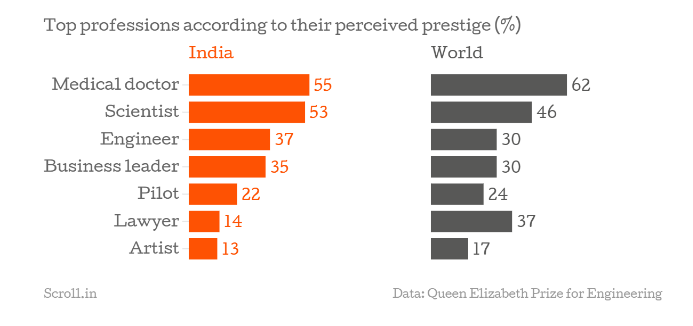 Top professions according to their perceived prestige (%)
India World
Medical doctor 55 62
Scientist 53 46
Engineer 37 30
Business leader 35 30
Pilot 22 24
Lawyer 14 37
Artist 13 17
Scroll.in Data: Queen Elizabeth Prize for Engineering